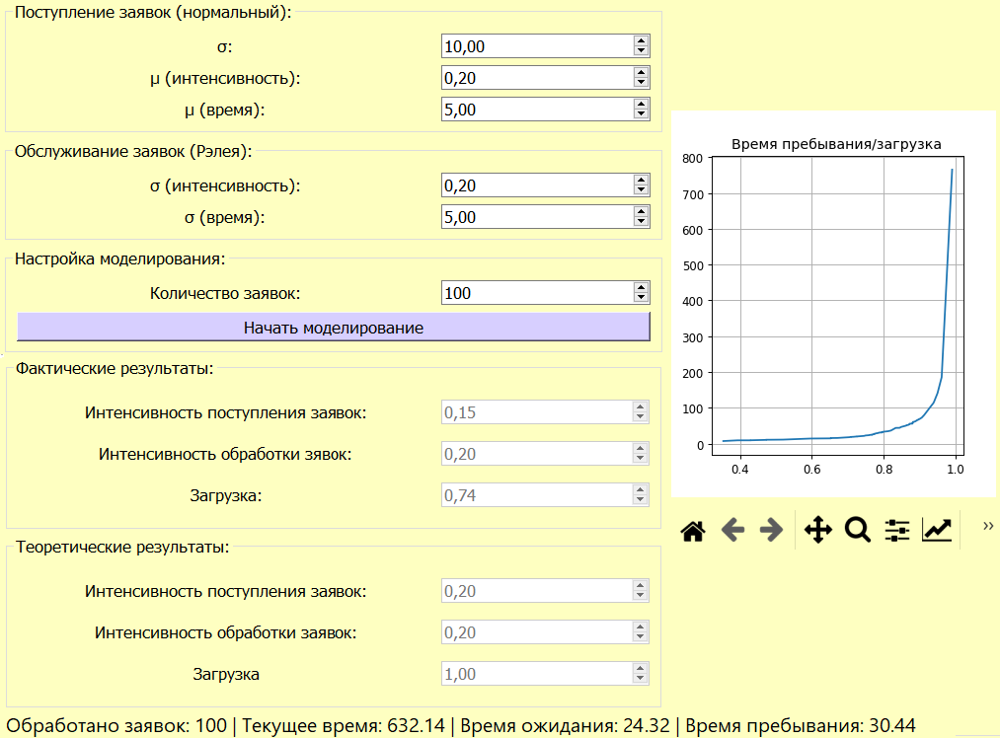 Поступление заявок (нормальный):
σ: 10,00
μ (интенсивность): 0,20
μ (время): 5,00
Обслуживание заявок (Рэлея):
σ (интенсивность): 0,20
σ (время): 5,00
Настройка моделирования:
Количество заявок: 100
Начать моделирование
Фактические результаты:
Интенсивность поступления заявок: 0,15
Интенсивность обработки зявок: 0,20
Загрузка: 0,74
Теоретические результаты:
Интенсивность поступления заявок: 0,20
Интенсивность обработки заявок: 0,20
Загрузка 1,00
Время пребывания/загрузка
800
700
600
500
400
300
200
100
0
0.4 0.6 0.8 1.0
»
Обработано заявок: 100 | Текущее время: 632.14 | Время ожидания: 24.32 | Время пребывания: 30.44